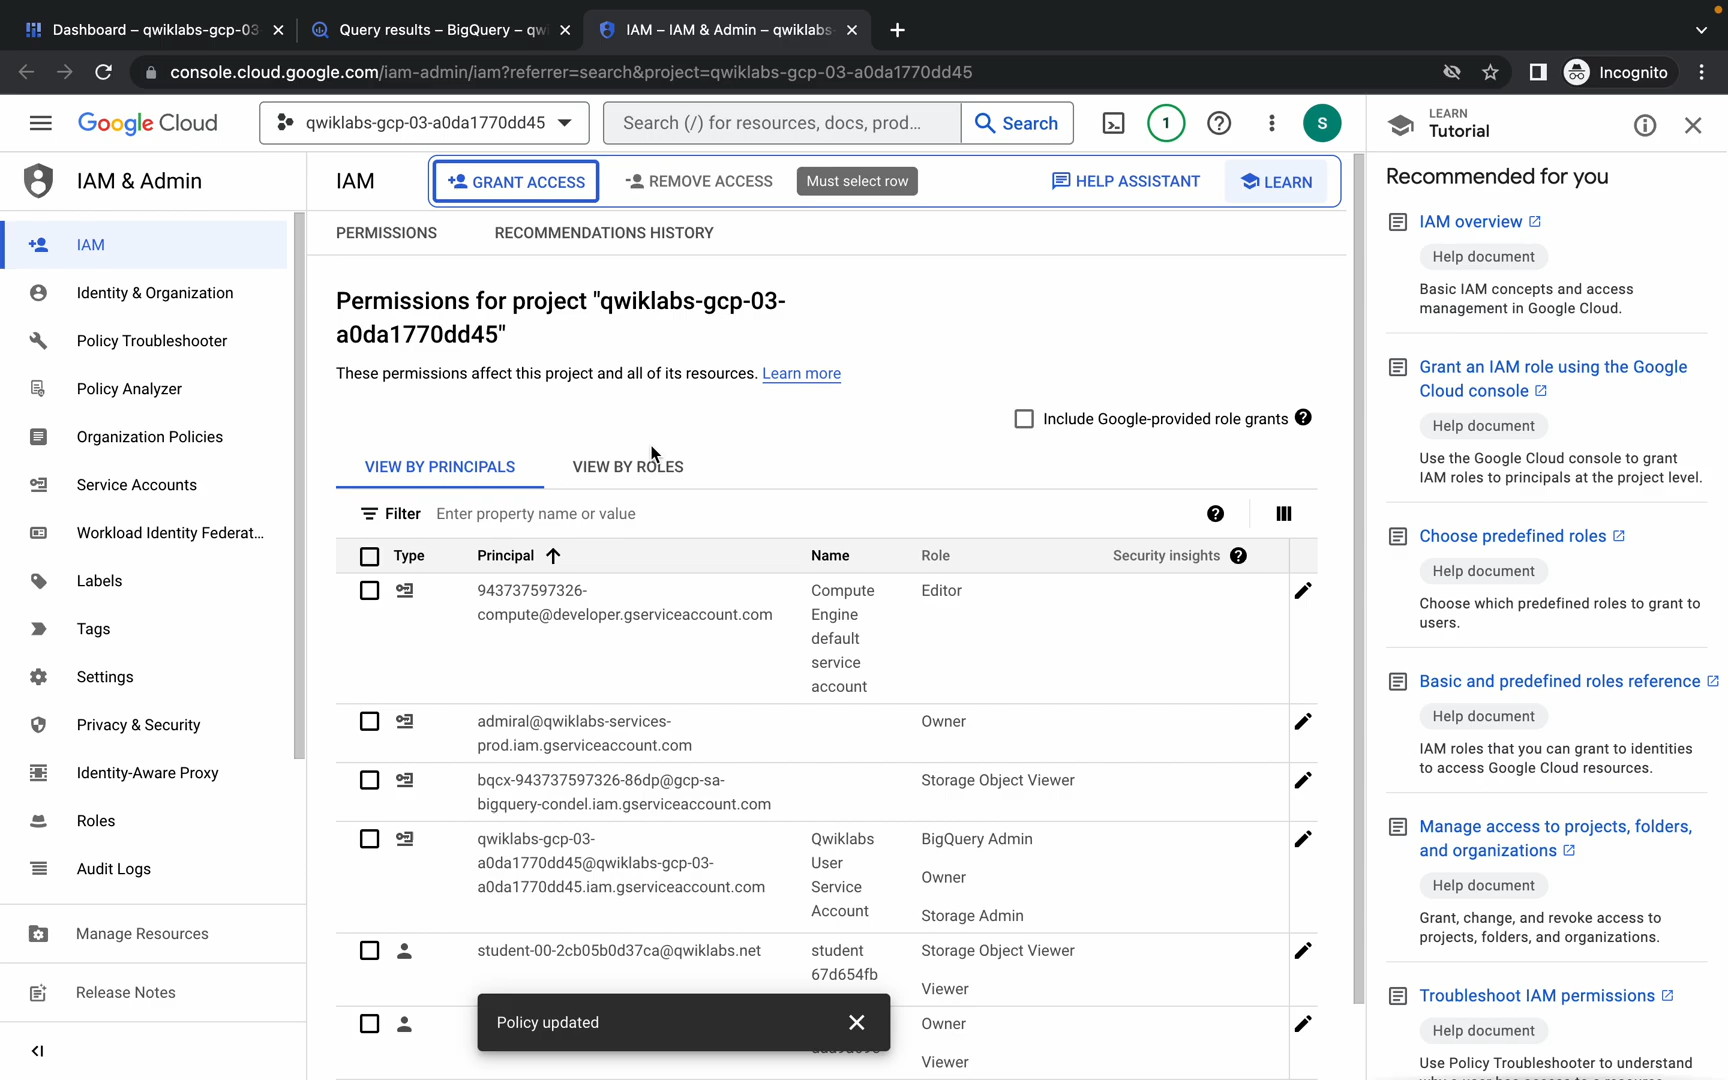 Dashboard – qwiklabs-gcp-03-
Query results – BigQuery – qwi
IAM – IAM & Admin – qwiklabs-
console.cloud.google.com/iam-admin/iam?referrer=search&project=qwiklabs-gcp-03-a0da1770dd45
Incognito
Google Cloud
qwiklabs-gcp-03-a0da1770dd45
Search (/) for resources, docs, prod...
Search
1
S
LEARN
Tutorial
IAM & Admin
IAM
GRANT ACCESS
REMOVE ACCESS
Must select row
HELP ASSISTANT
LEARN
IAM
Identity & Organization
Policy Troubleshooter
Policy Analyzer
Organization Policies
Service Accounts
Workload Identity Federat...
Labels
Tags
Settings
Privacy & Security
Identity-Aware Proxy
Roles
Audit Logs
Manage Resources
Release Notes
PERMISSIONS
RECOMMENDATIONS HISTORY
Permissions for project "qwiklabs-gcp-03-
a0da1770dd45"
These permissions affect this project and all of its resources. Learn more
Include Google-provided role grants
VIEW BY PRINCIPALS
VIEW BY ROLES
Filter
Enter property name or value
Type
Principal
Name
Role
Security insights
943737597326-
compute@developer.gserviceaccount.com
Compute
Engine
default
service
account
Editor
admiral@qwiklabs-services-
prod.iam.gserviceaccount.com
Owner
bqcx-943737597326-86dp@gcp-sa-
bigquery-condel.iam.gserviceaccount.com
Storage Object Viewer
qwiklabs-gcp-03-
a0da1770dd45@qwiklabs-gcp-03-
a0da1770dd45.iam.gserviceaccount.com
Qwiklabs
User
Service
Account
BigQuery Admin
Owner
Storage Admin
student-00-2cb05b0d37ca@qwiklabs.net
student
67d654fb
Storage Object Viewer
Viewer
Owner
Viewer
Policy updated
Recommended for you
IAM overview
Help document
Basic IAM concepts and access
management in Google Cloud.
Grant an IAM role using the Google
Cloud console
Help document
Use the Google Cloud console to grant
IAM roles to principals at the project level.
Choose predefined roles
Help document
Choose which predefined roles to grant to
users.
Basic and predefined roles reference
Help document
IAM roles that you can grant to identities
to access Google Cloud resources.
Manage access to projects, folders,
and organizations
Help document
Grant, change, and revoke access to
projects, folders, and organizations.
Troubleshoot IAM permissions
Help document
Use Policy Troubleshooter to understand